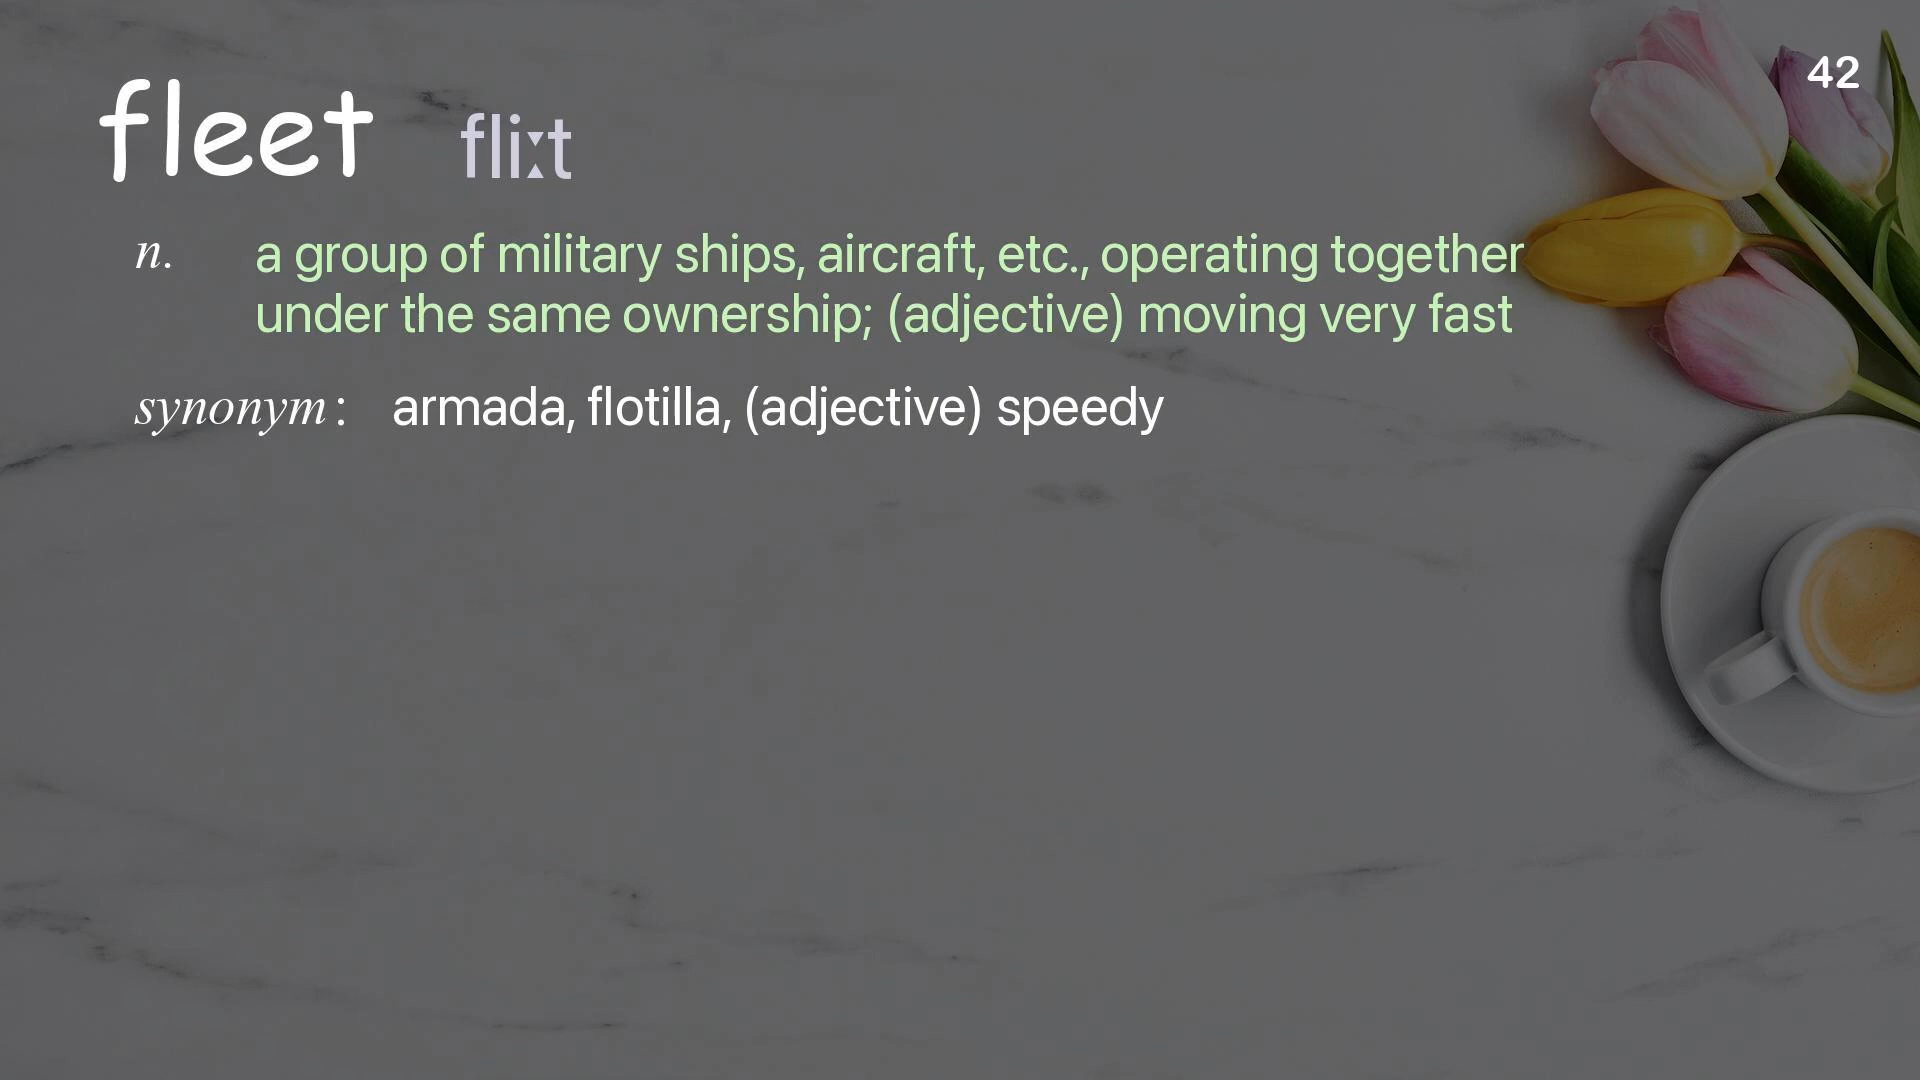 42
fleet fliːt
n. a group of military ships, aircraft, etc., operating together
under the same ownership; (adjective) moving very fast
synonym: armada, flotilla, (adjective) speedy